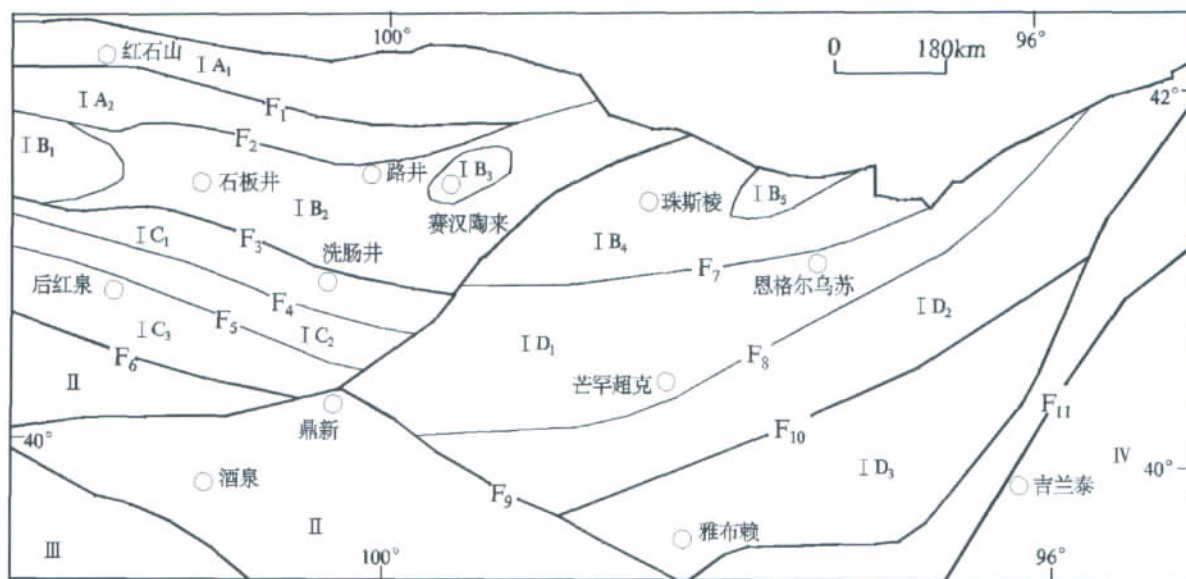 100°
96°
0 180km
红石山
ⅠA₁
42°
ⅠA₂
F₁
F₂
ⅠB₁
石板井
路井
ⅠB₃
赛汉陶来
ⅠB₂
珠斯棱
ⅠB₅
ⅠB₄
ⅠC₁
F₃
洗肠井
F₇
恩格尔乌苏
后红泉
F₄
ⅠC₃
F₅
ⅠC₂
ⅠD₁
ⅠD₂
F₆
Ⅱ
F₈
芒罕超克
鼎新
F₁₁
40°
F₁₀
酒泉
F₉
ⅠD₃
Ⅳ
40°
吉兰泰
Ⅲ
Ⅱ
雅布赖
100°
96°